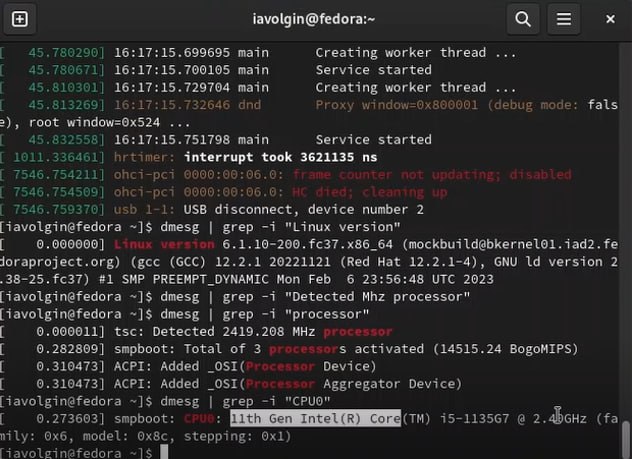 iavolgin@fedora:~
[   45.780290] 16:17:15.699695 main     Creating worker thread ...
[   45.780671] 16:17:15.700105 main     Service started
[   45.810301] 16:17:15.729704 main     Creating worker thread ...
[   45.813269] 16:17:15.732646 dnd      Proxy window=0x800001 (debug mode: fals
e), root window=0x524 ...
[   45.832558] 16:17:15.751798 main     Service started
[ 1011.336461] hrtimer: interrupt took 3621135 ns
[ 7546.754211] ohci-pci 0000:00:06.0: frame counter not updating; disabled
[ 7546.754509] ohci-pci 0000:00:06.0: HC died; cleaning up
[ 7546.759370] usb 1-1: USB disconnect, device number 2
[iavolgin@fedora ~]$ dmesg | grep -i "Linux version"
[    0.000000] Linux version 6.1.10-200.fc37.x86_64 (mockbuild@bkernel01.iad2.fe
doraproject.org) (gcc (GCC) 12.2.1 20221121 (Red Hat 12.2.1-4), GNU ld version 2
.38-25.fc37) #1 SMP PREEMPT_DYNAMIC Mon Feb  6 23:56:48 UTC 2023
[iavolgin@fedora ~]$ dmesg | grep -i "Detected Mhz processor"
[iavolgin@fedora ~]$ dmesg | grep -i "processor"
[    0.000011] tsc: Detected 2419.208 MHz processor
[    0.282809] smpboot: Total of 3 processors activated (14515.24 BogoMIPS)
[    0.310473] ACPI: Added _OSI(Processor Device)
[    0.310473] ACPI: Added _OSI(Processor Aggregator Device)
[iavolgin@fedora ~]$ dmesg | grep -i "CPU0"
[    0.273603] smpboot: CPU0: 11th Gen Intel(R) Core(TM) i5-1135G7 @ 2.40GHz (fa
mily: 0x6, model: 0x8c, stepping: 0x1)
[iavolgin@fedora ~]$